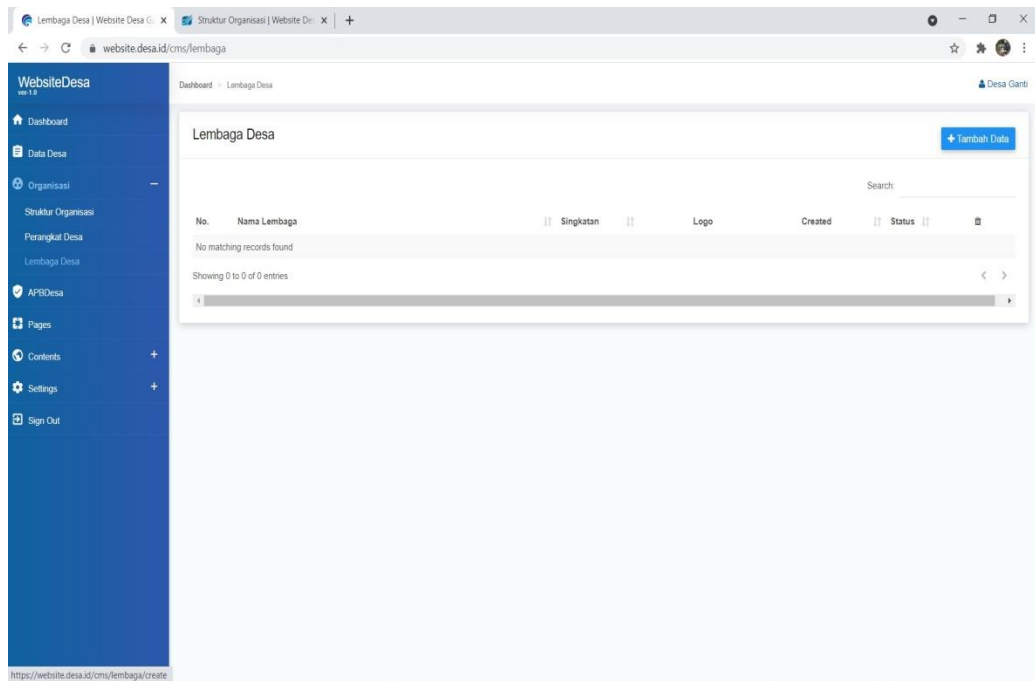 Lembaga Desa | Website Desa G
Struktur Organisasi | Website De
website.desa.id/cms/lembaga
WebsiteDesa
ver-1.0
Dashboard > Lembaga Desa
Desa Ganti
Dashboard
Data Desa
Organisasi
Struktur Organisasi
Perangkat Desa
Lembaga Desa
APBDesa
Pages
Contents
Settings
Sign Out
Lembaga Desa
Tambah Data
Search:
No. Nama Lembaga Singkatan Logo Created Status
No matching records found
Showing 0 to 0 of 0 entries
https://website.desa.id/cms/lembaga/create